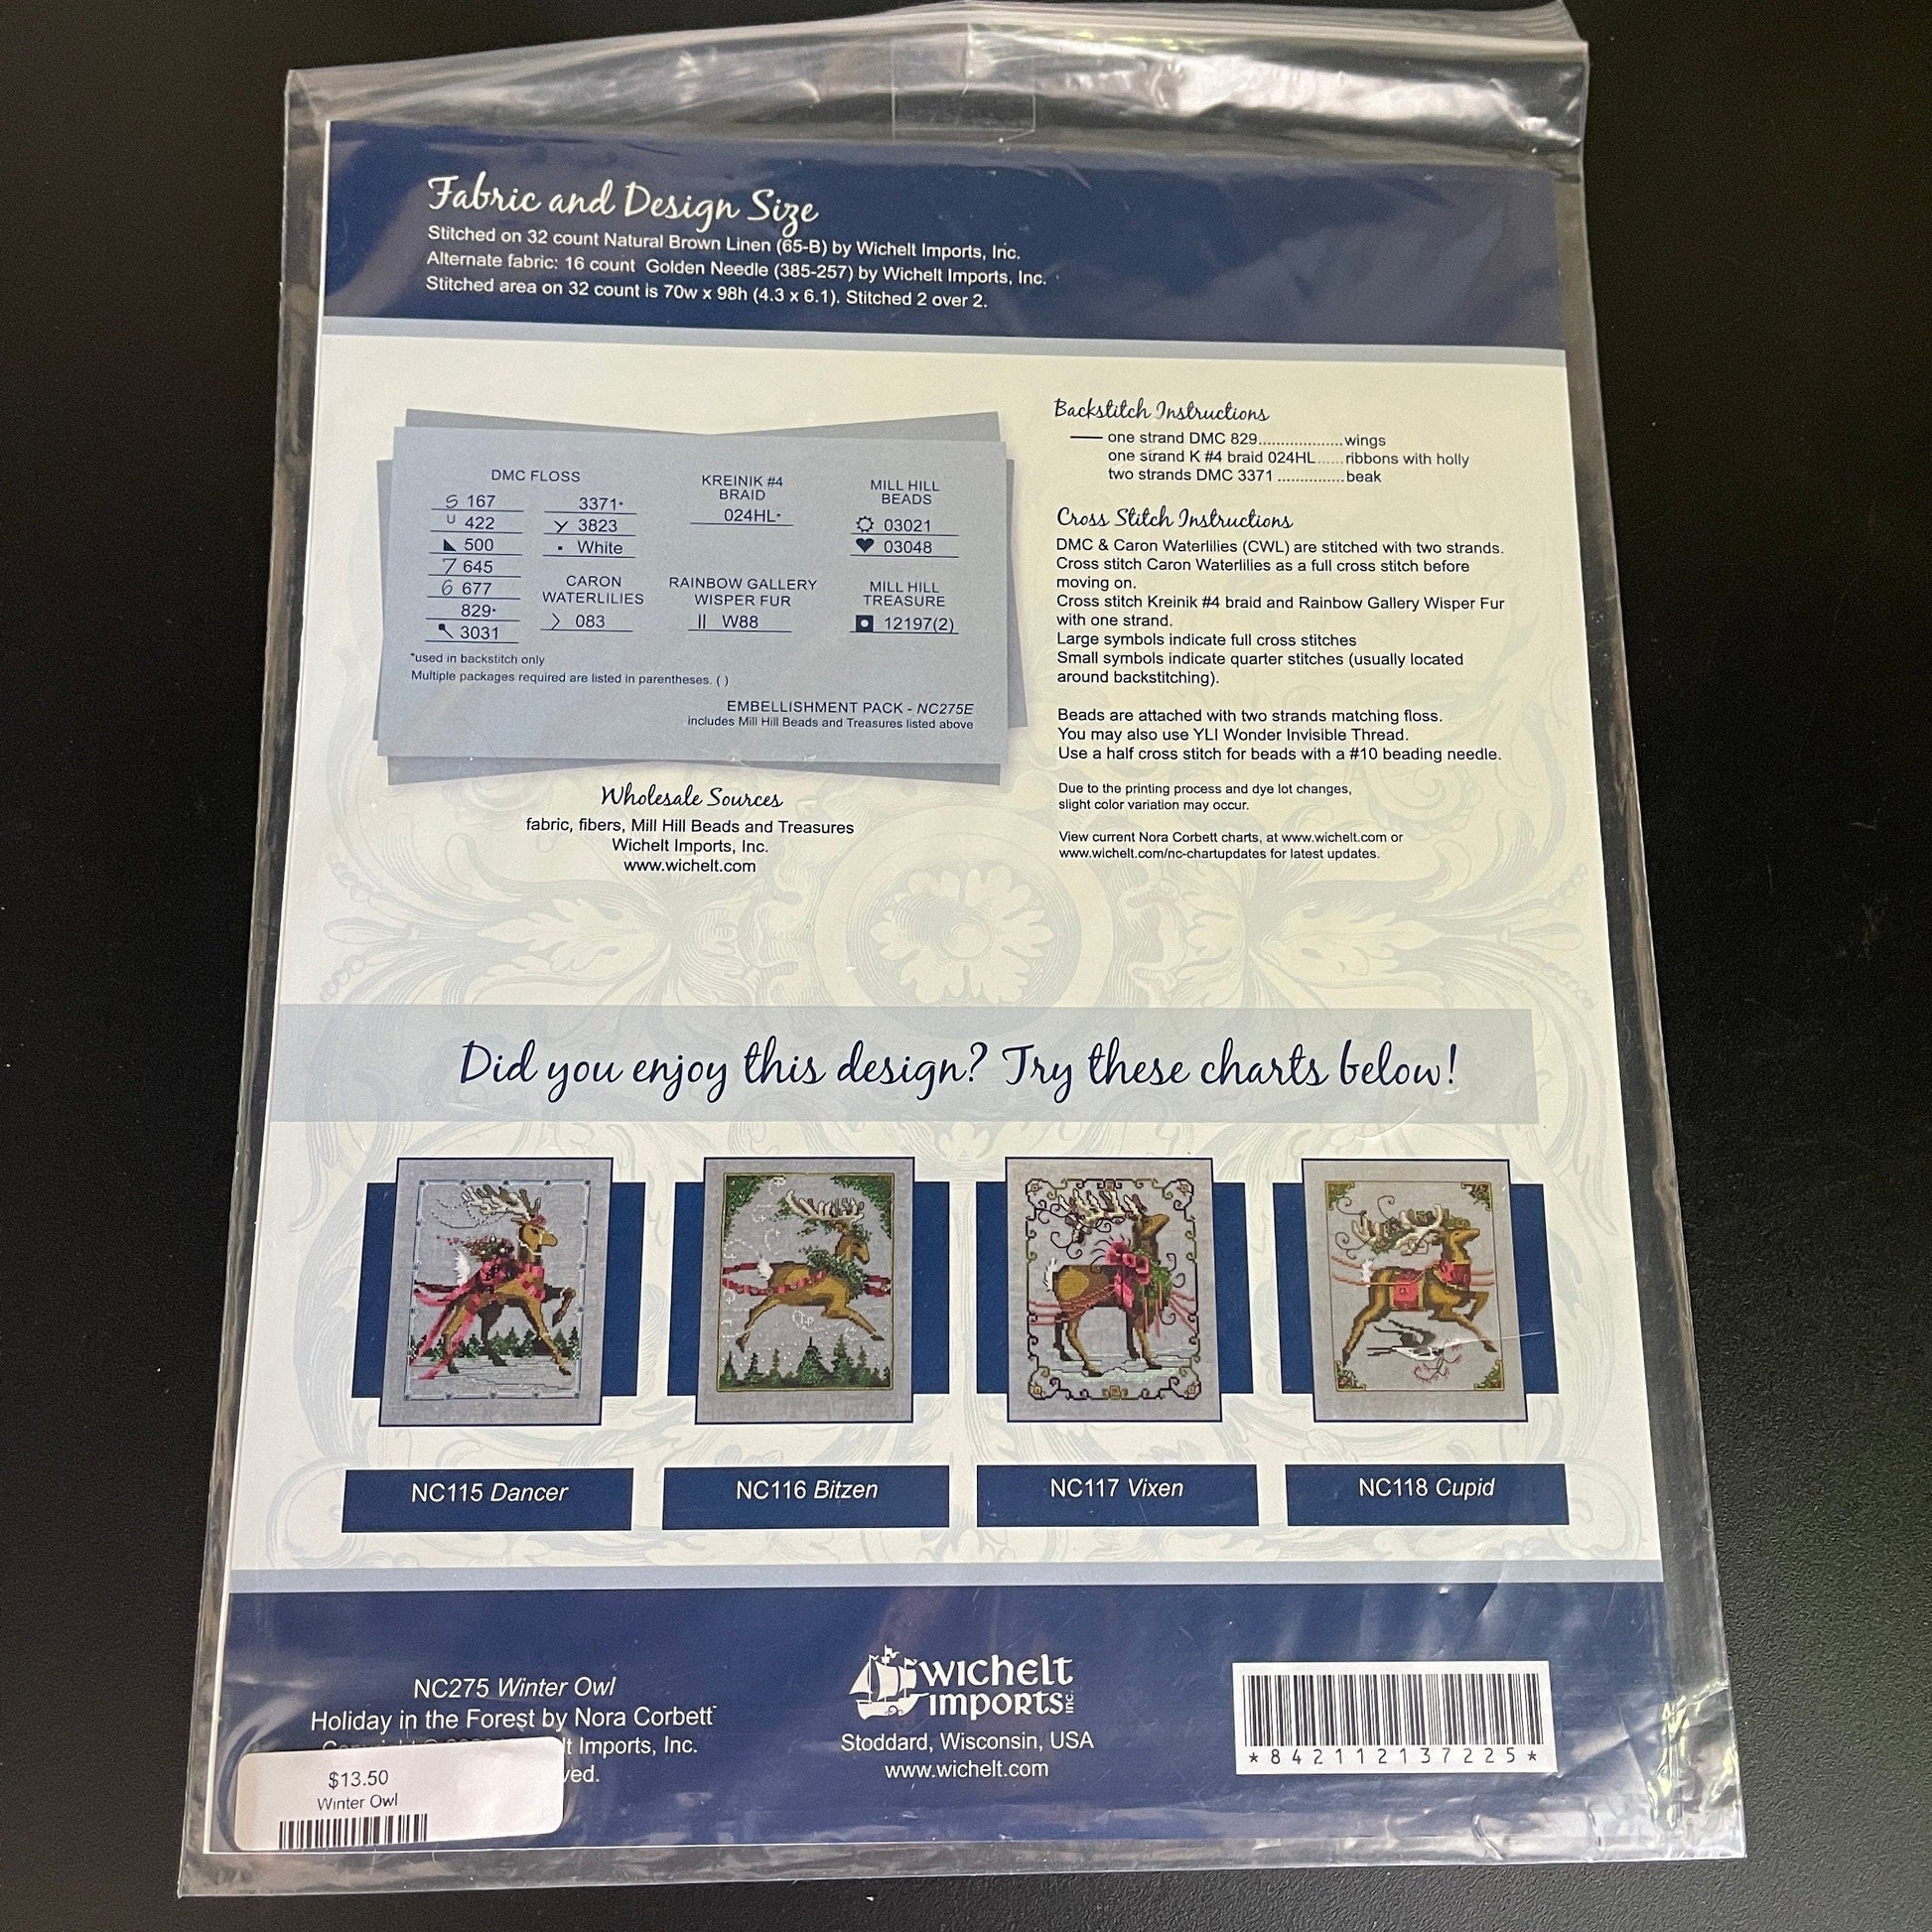 Fabric and Design Size
Stitched on 32 count Natural Brown Linen (65-B) by Wichelt Imports, Inc.
Alternate fabric: 16 count Golden Needle (385-257) by Wichelt Imports, Inc.
Stitched area on 32 count is 70w x 98h (4.3 x 6.1). Stitched 2 over 2.
DMC FLOSS
S 167
U 422
500
7 645
6 677
829*
3031
3371*
Y 3823
· White
CARON
WATERLILIES
> 083
KREINIK #4
BRAID
024HL*
RAINBOW GALLERY
WISPER FUR
|| W88
MILL HILL
BEADS
03021
♥ 03048
MILL HILL
TREASURE
12197(2)
*used in backstitch only
Multiple packages required are listed in parentheses. ( )
EMBELLISHMENT PACK - NC275E
includes Mill Hill Beads and Treasures listed above
Wholesale Sources
fabric, fibers, Mill Hill Beads and Treasures
Wichelt Imports, Inc.
www.wichelt.com
Backstitch Instructions
one strand DMC 829...................wings
one strand K #4 braid 024HL......ribbons with holly
two strands DMC 3371 ...............beak
Cross Stitch Instructions
DMC & Caron Waterlilies (CWL) are stitched with two strands.
Cross stitch Caron Waterlilies as a full cross stitch before
moving on.
Cross stitch Kreinik #4 braid and Rainbow Gallery Wisper Fur
with one strand.
Large symbols indicate full cross stitches
Small symbols indicate quarter stitches (usually located
around backstitching).
Beads are attached with two strands matching floss.
You may also use YLI Wonder Invisible Thread.
Use a half cross stitch for beads with a #10 beading needle.
Due to the printing process and dye lot changes,
slight color variation may occur.
View current Nora Corbett charts, at www.wichelt.com or
www.wichelt.com/nc-chartupdates for latest updates.
Did you enjoy this design? Try these charts below!
NC115 Dancer
NC116 Bitzen
NC117 Vixen
NC118 Cupid
NC275 Winter Owl
Holiday in the Forest by Nora Corbett
Imports, Inc.
$13.50
Winter Owl
WICHELT
IMPORTS INC.
Stoddard, Wisconsin, USA
www.wichelt.com
*842112137225*